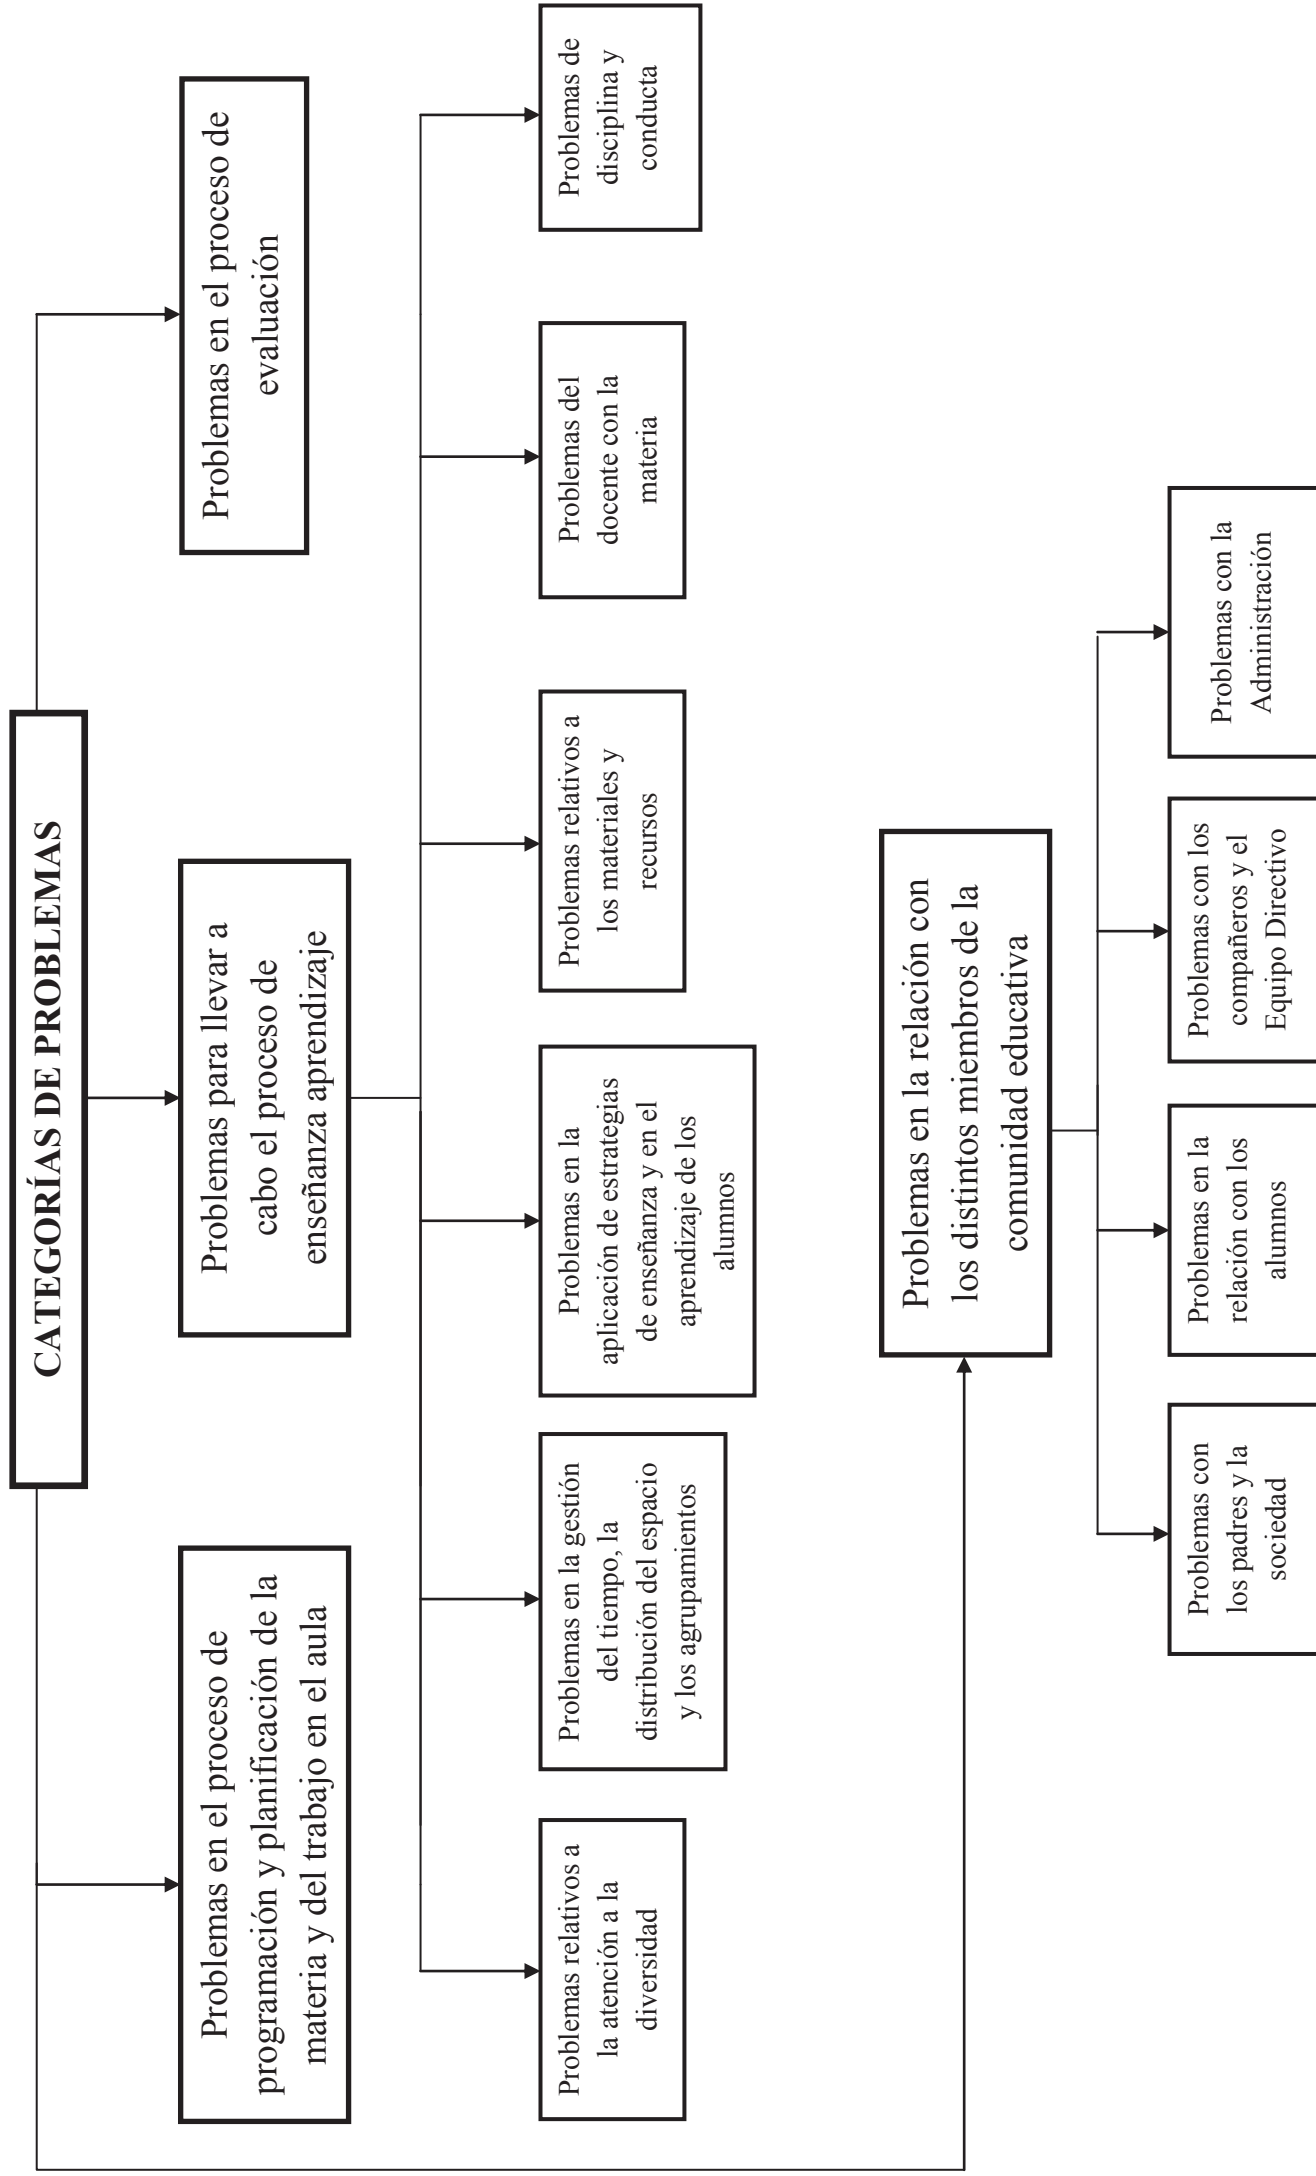 CATEGORÍAS DE PROBLEMAS
Problemas en el proceso de
programación y planificación de la
materia y del trabajo en el aula
Problemas para llevar a
cabo el proceso de
enseñanza aprendizaje
Problemas en el proceso de
evaluación
Problemas relativos a
la atención a la
diversidad
Problemas en la gestión
del tiempo, la
distribución del espacio
y los agrupamientos
Problemas en la
aplicación de estrategias
de enseñanza y en el
aprendizaje de los
alumnos
Problemas relativos a
los materiales y
recursos
Problemas del
docente con la
materia
Problemas de
disciplina y
conducta
Problemas en la relación con
los distintos miembros de la
comunidad educativa
Problemas con
los padres y la
sociedad
Problemas en la
relación con los
alumnos
Problemas con los
compañeros y el
Equipo Directivo
Problemas con la
Administración